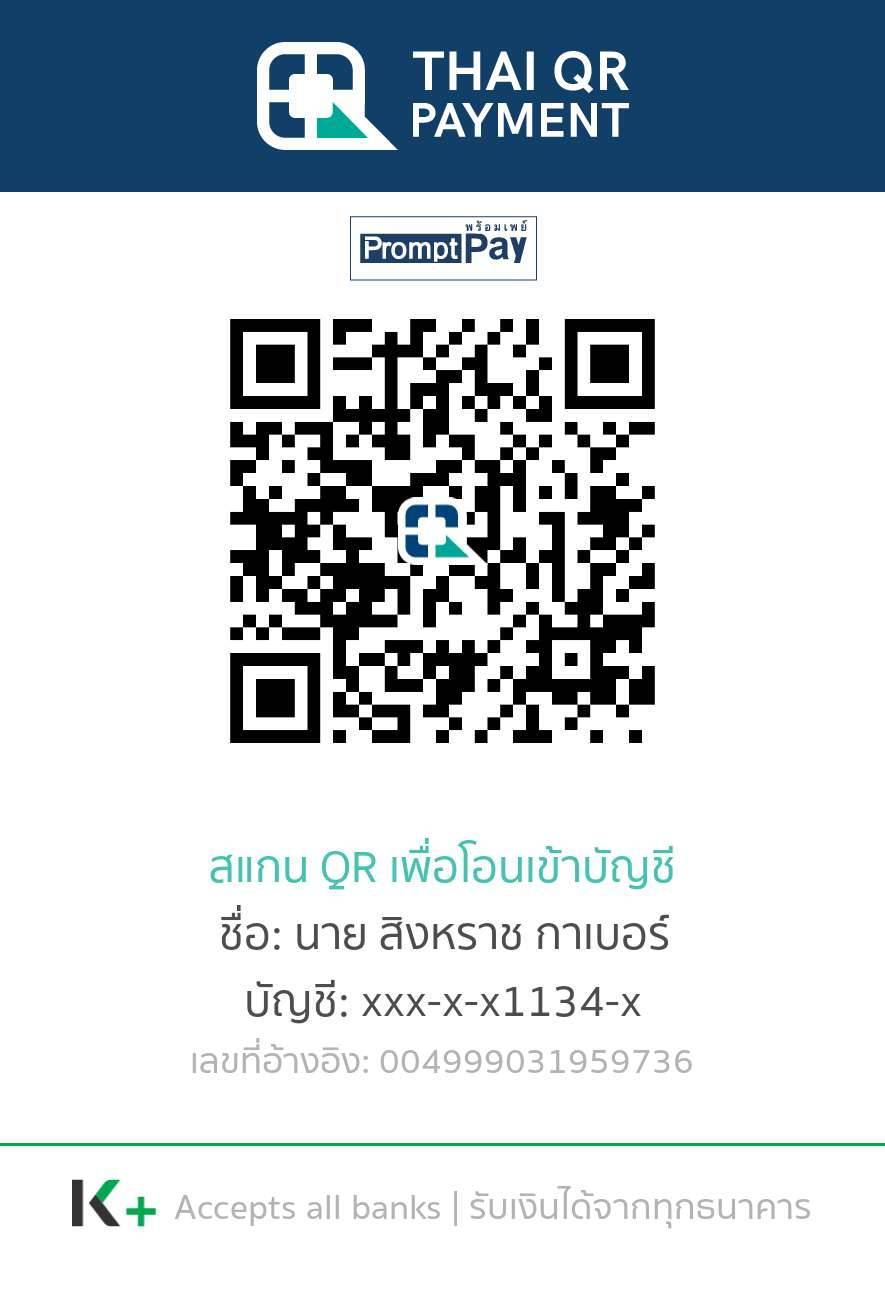 THAI QR
PAYMENT
พร้อมเพย์
PromptPay
สแกน QR เพื่อโอนเข้าบัญชี
ชื่อ: นาย สิงหราช กาเบอร์
บัญชี: xxx-x-x1134-x
เลขที่อ้างอิง: 004999031959736
K+ Accepts all banks | รับเงินได้จากทุกธนาคาร